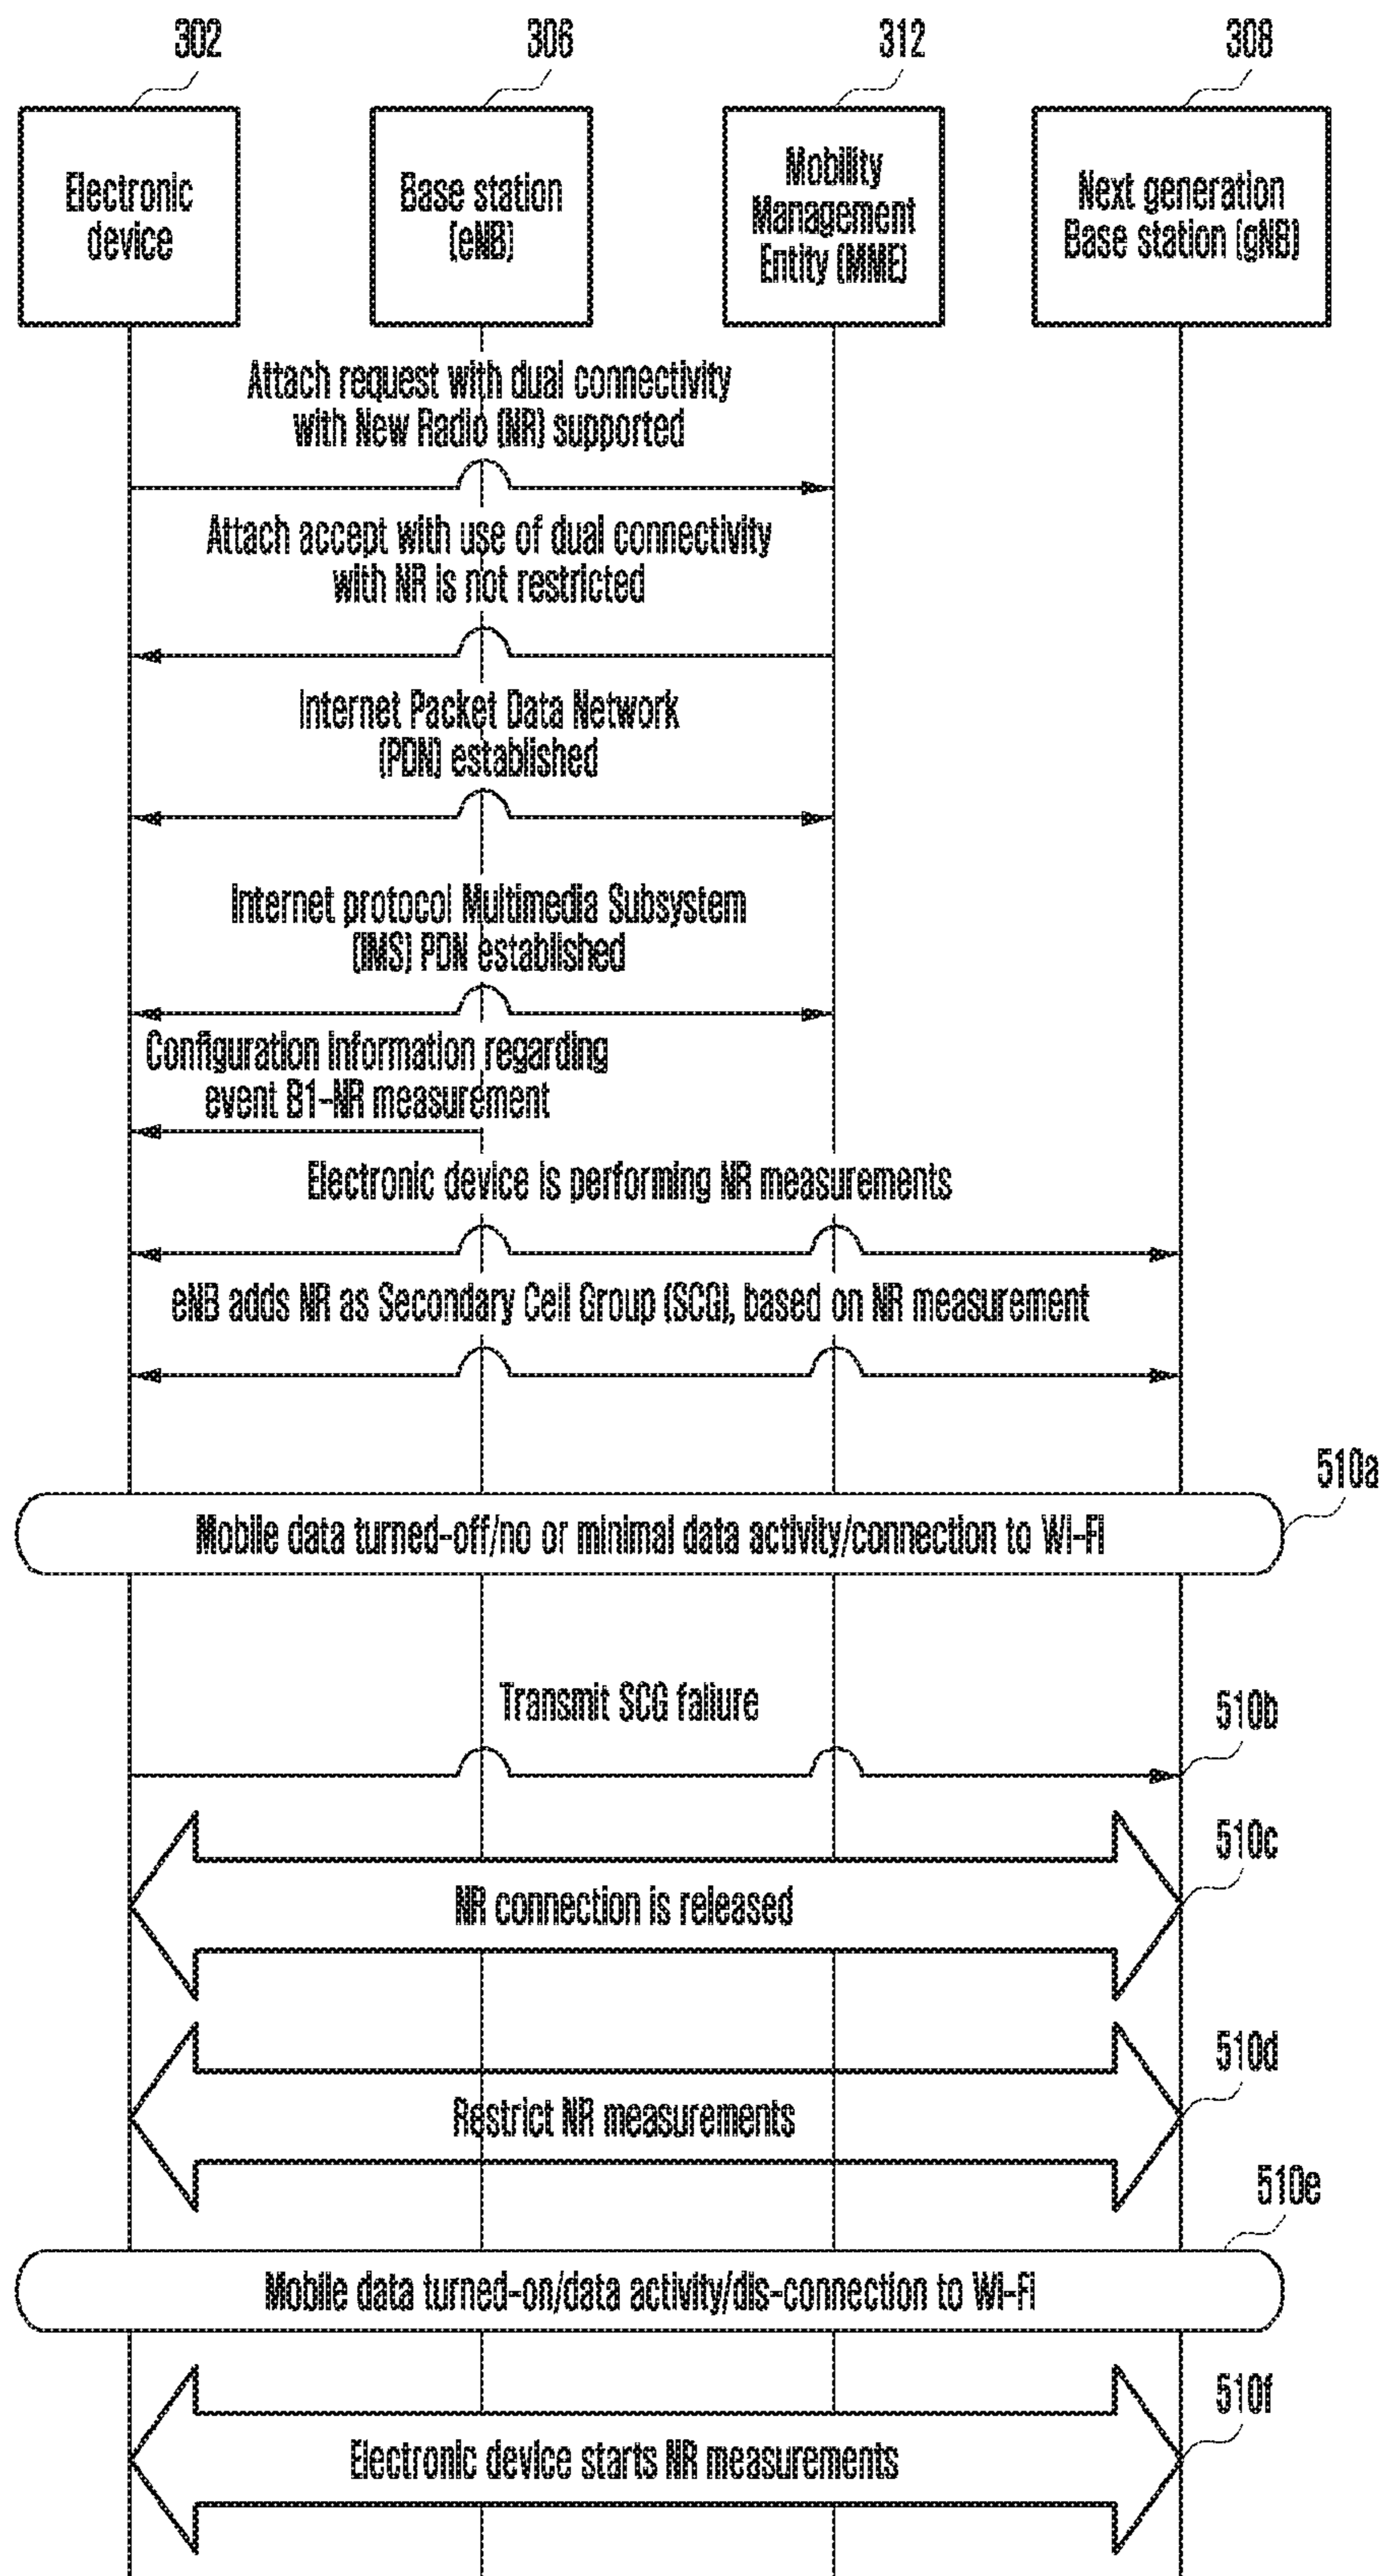 302
306
312
308
Electronic
device
Base station
(eNB)
Mobility
Management
Entity (MME)
Next generation
Base station (gNB)
Attach request with dual connectivity
with New Radio (NR) supported
Attach accept with use of dual connectivity
with NR is not restricted
Internet Packet Data Network
(PDN) established
Internet protocol Multimedia Subsystem
(IMS) PDN established
Configuration information regarding
event B1-NR measurement
Electronic device is performing NR measurements
eNB adds NR as Secondary Cell Group (SCG), based on NR measurement
510a
Mobile data turned-off/no or minimal data activity/connection to Wi-Fi
Transmit SCG failure
510b
510c
NR connection is released
510d
Restrict NR measurements
510e
Mobile data turned-on/data activity/dis-connection to Wi-Fi
510f
Electronic device starts NR measurements